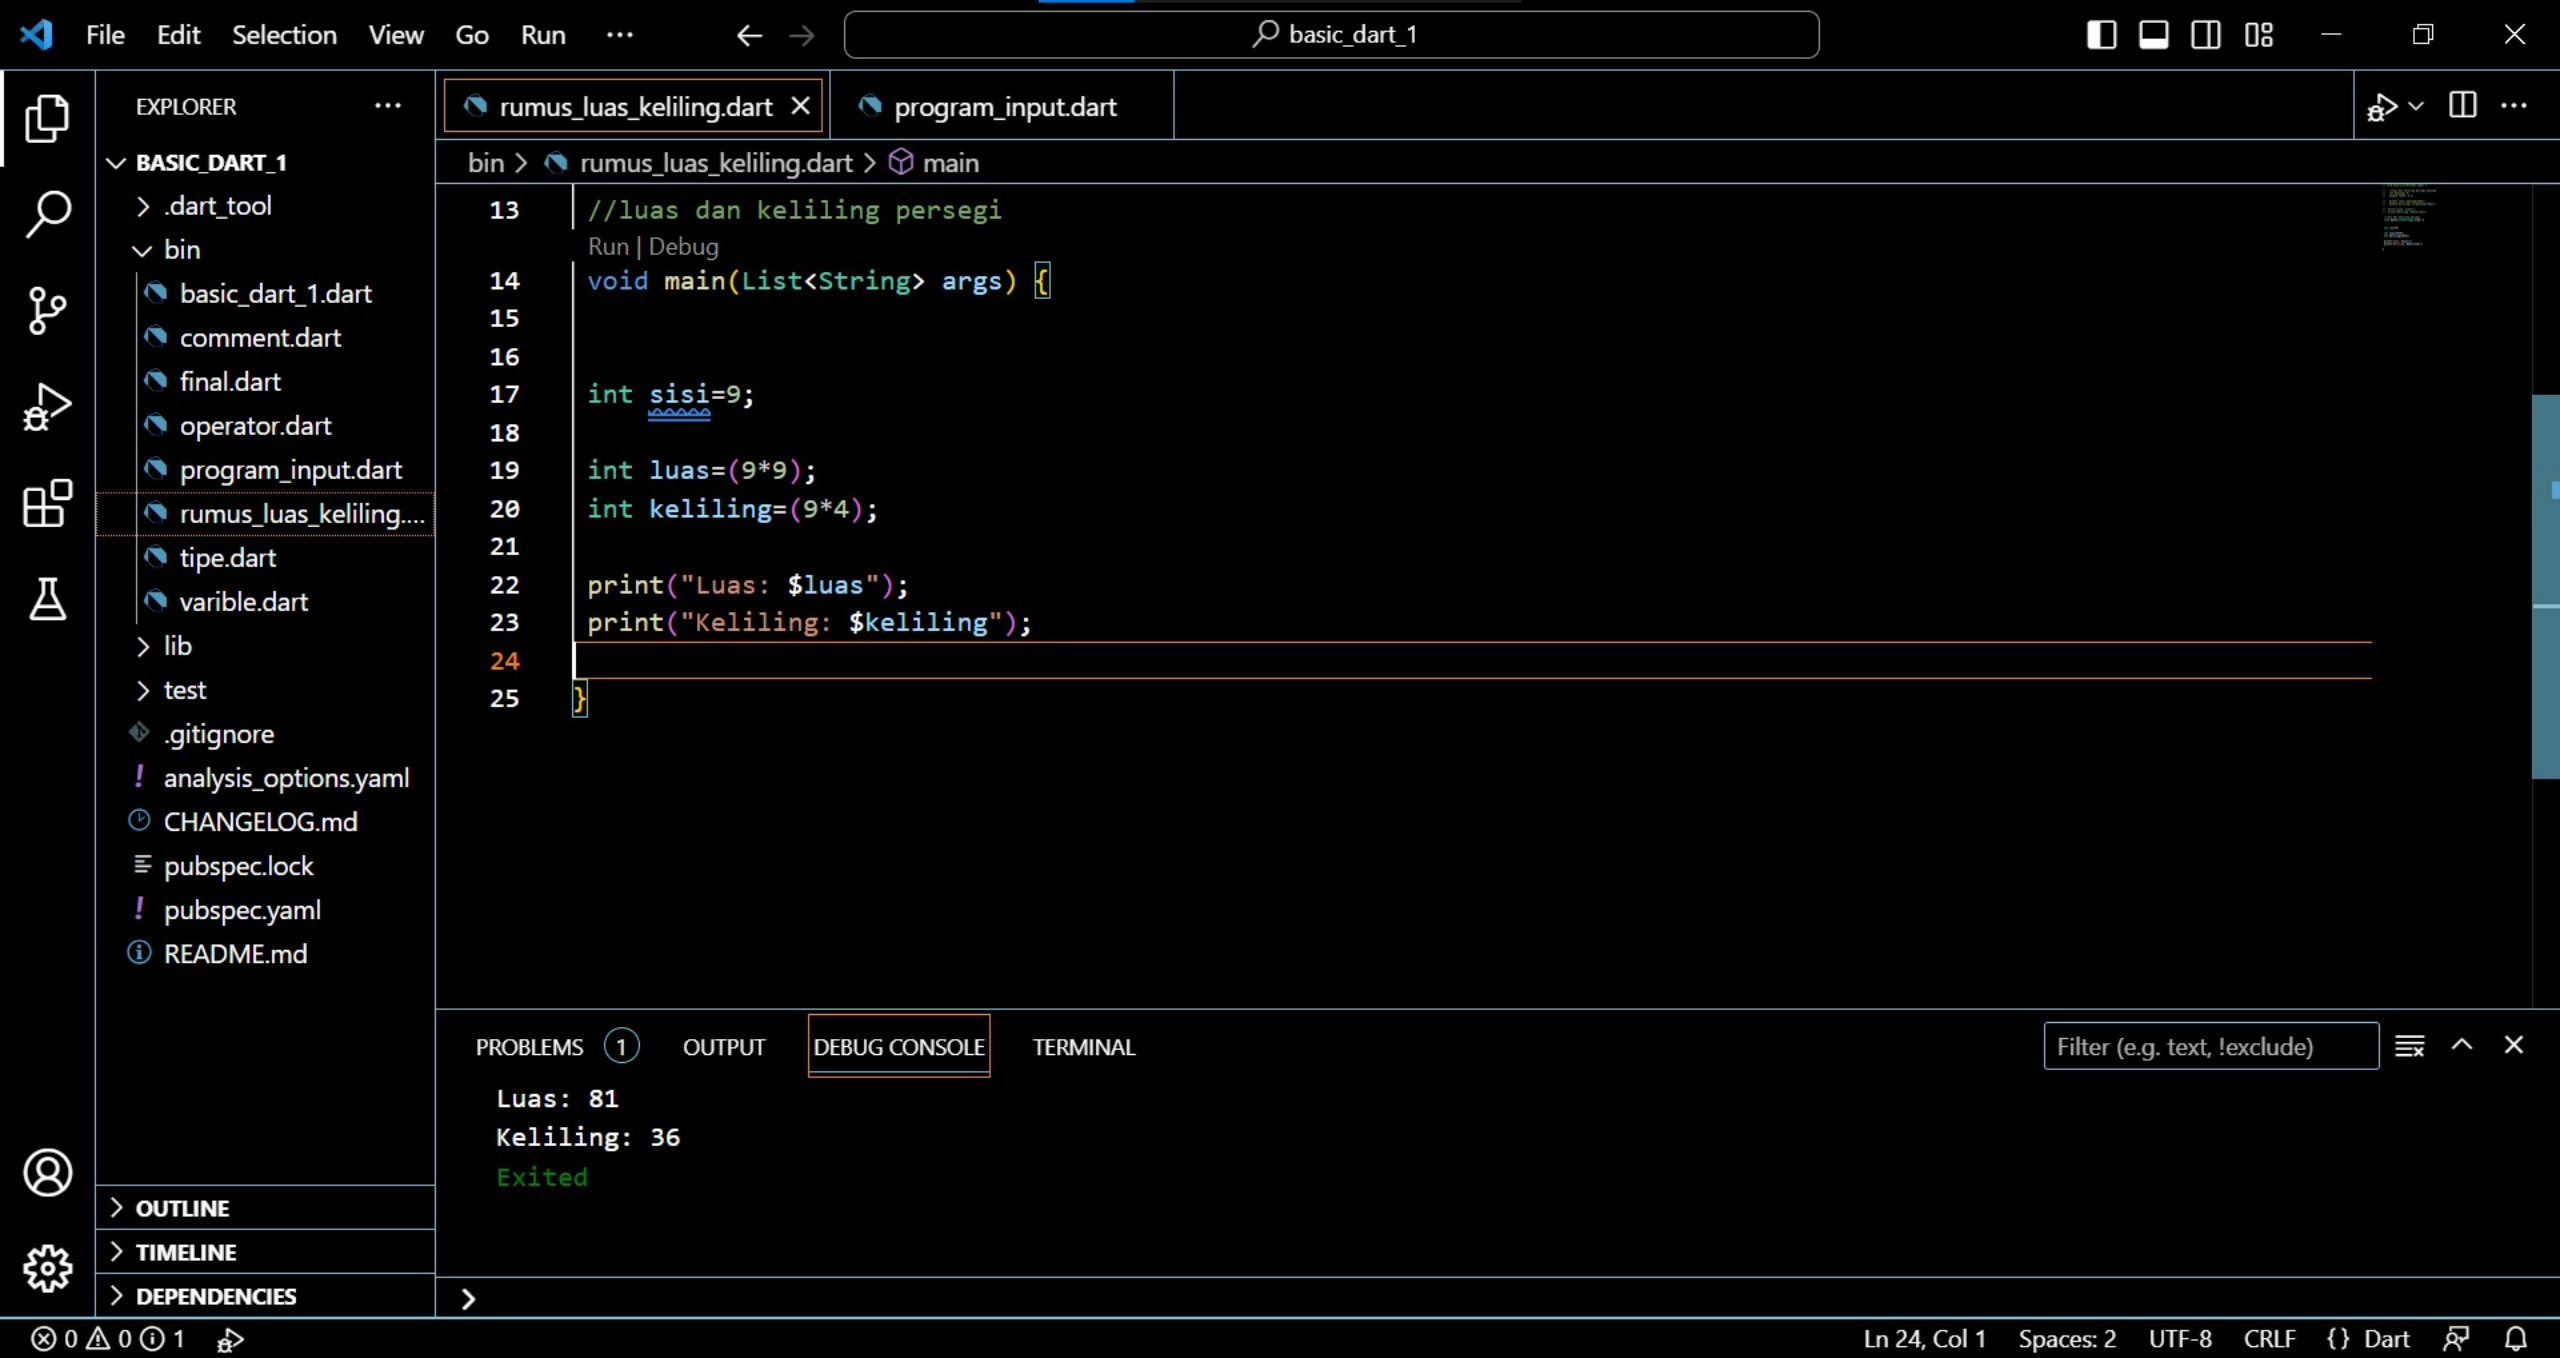 File Edit Selection View Go Run ···
basic_dart_1
EXPLORER ···
BASIC_DART_1
.dart_tool
bin
basic_dart_1.dart
comment.dart
final.dart
operator.dart
program_input.dart
rumus_luas_keliling....
tipe.dart
varible.dart
lib
test
.gitignore
! analysis_options.yaml
CHANGELOG.md
pubspec.lock
! pubspec.yaml
README.md
OUTLINE
TIMELINE
DEPENDENCIES
rumus_luas_keliling.dart program_input.dart
bin > rumus_luas_keliling.dart > main
13 //luas dan keliling persegi
Run | Debug
14 void main(List<String> args) {
15
16
17 int sisi=9;
18
19 int luas=(9*9);
20 int keliling=(9*4);
21
22 print("Luas: $luas");
23 print("Keliling: $keliling");
24
25 }
PROBLEMS 1 OUTPUT DEBUG CONSOLE TERMINAL
Filter (e.g. text, !exclude)
Luas: 81
Keliling: 36
Exited
>
0 0 1
Ln 24, Col 1 Spaces: 2 UTF-8 CRLF {} Dart